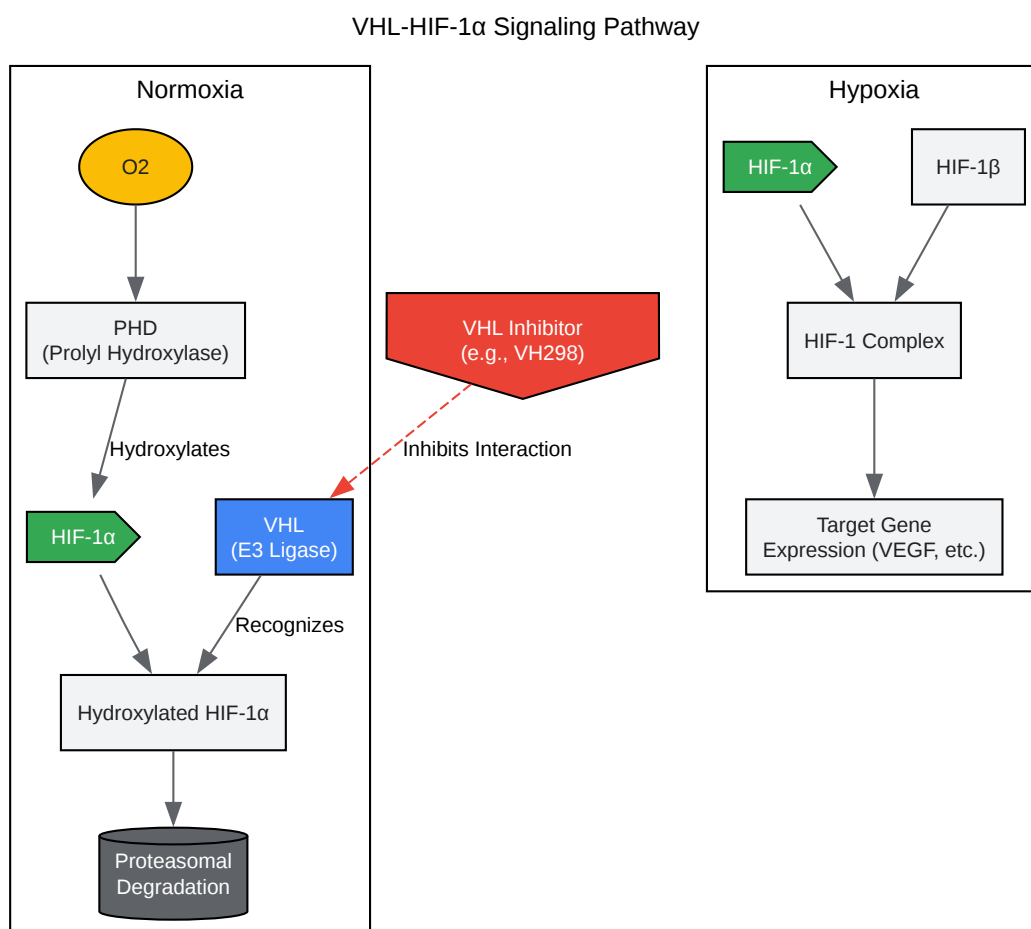 VHL-HIF-1α Signaling Pathway
Normoxia
O2
PHD
(Prolyl Hydroxylase)
Hydroxylates
HIF-1α
VHL
(E3 Ligase)
Recognizes
Hydroxylated HIF-1α
Proteasomal
Degradation
VHL Inhibitor
(e.g., VH298)
Inhibits Interaction
Hypoxia
HIF-1α
HIF-1β
HIF-1 Complex
Target Gene
Expression (VEGF, etc.)